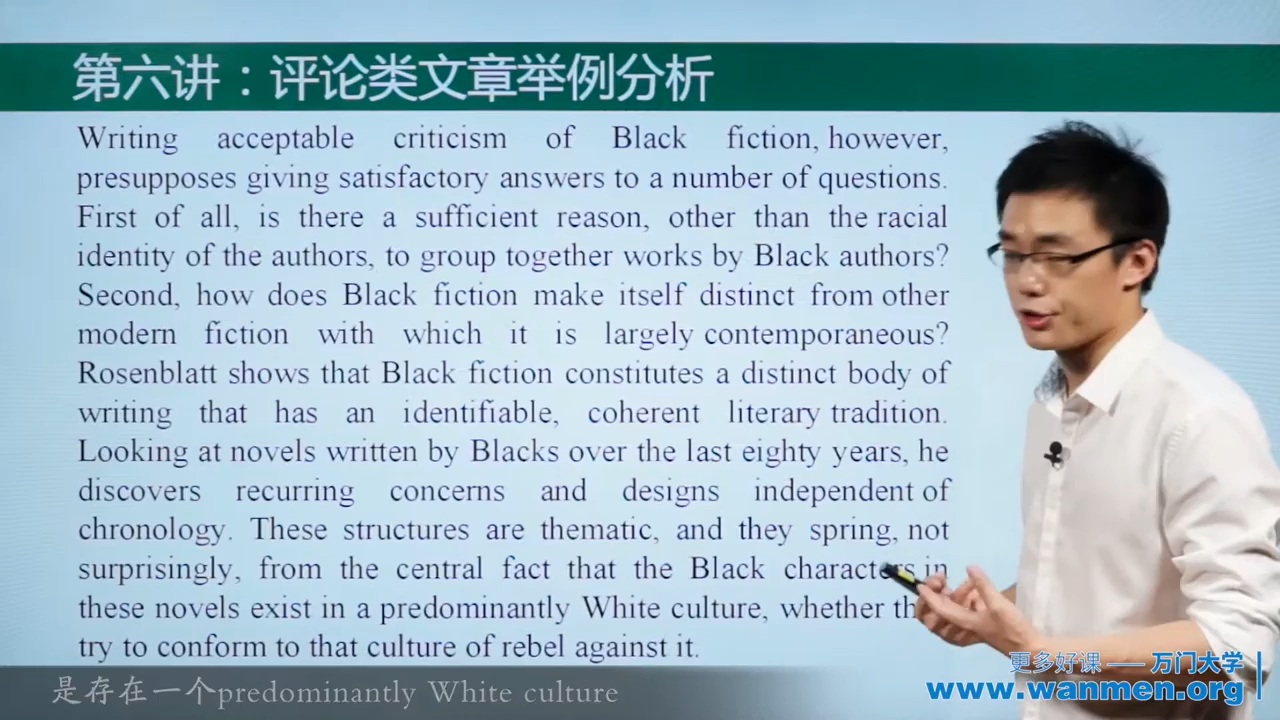 第六讲：评论类文章举例分析
Writing acceptable criticism of Black fiction, however,
presupposes giving satisfactory answers to a number of questions.
First of all, is there a sufficient reason, other than the racial
identity of the authors, to group together works by Black authors?
Second, how does Black fiction make itself distinct from other
modern fiction with which it is largely contemporaneous?
Rosenblatt shows that Black fiction constitutes a distinct body of
writing that has an identifiable, coherent literary tradition.
Looking at novels written by Blacks over the last eighty years, he
discovers recurring concerns and designs independent of
chronology. These structures are thematic, and they spring, not
surprisingly, from the central fact that the Black characters in
these novels exist in a predominantly White culture, whether th
try to conform to that culture of rebel against it.
是存在一个predominantly White culture
更多好课 —— 万门大学
www.wanmen.org